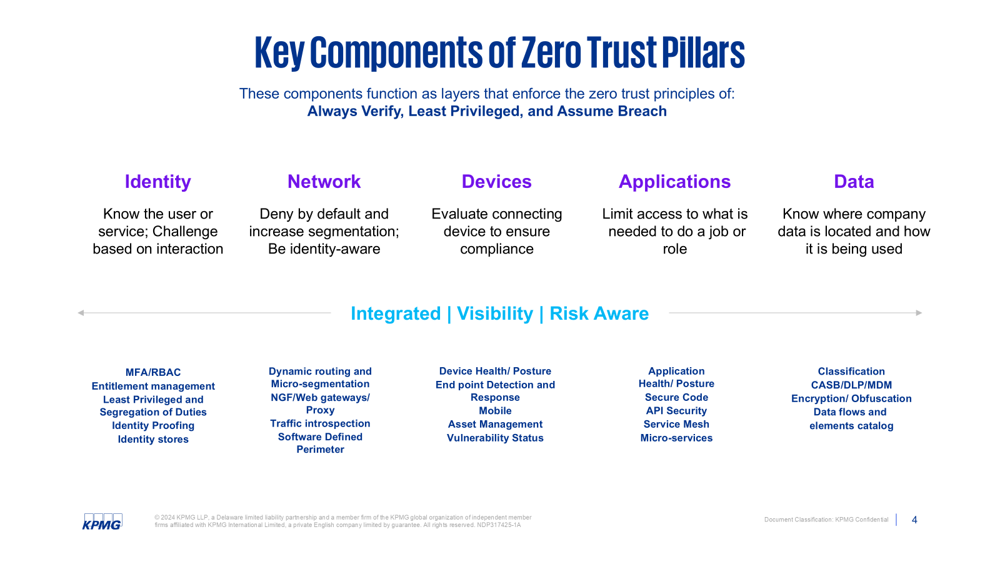 Key Components of Zero Trust Pillars
These components function as layers that enforce the zero trust principles of:
Always Verify, Least Privileged, and Assume Breach
Identity
Know the user or
service; Challenge
based on interaction
Network
Deny by default and
increase segmentation;
Be identity-aware
Devices
Evaluate connecting
device to ensure
compliance
Applications
Limit access to what is
needed to do a job or
role
Data
Know where company
data is located and how
it is being used
Integrated | Visibility | Risk Aware
MFA/RBAC
Entitlement management
Least Privileged and
Segregation of Duties
Identity Proofing
Identity stores
Dynamic routing and
Micro-segmentation
NGF/Web gateways/
Proxy
Traffic introspection
Software Defined
Perimeter
Device Health/ Posture
End point Detection and
Response
Mobile
Asset Management
Vulnerability Status
Application
Health/ Posture
Secure Code
API Security
Service Mesh
Micro-services
Classification
CASB/DLP/MDM
Encryption/ Obfuscation
Data flows and
elements catalog
KPMG
© 2024 KPMG LLP, a Delaware limited liability partnership and a member firm of the KPMG global organization of independent member
firms affiliated with KPMG International Limited, a private English company limited by guarantee. All rights reserved. NDP317425-1A
Document Classification: KPMG Confidential
4